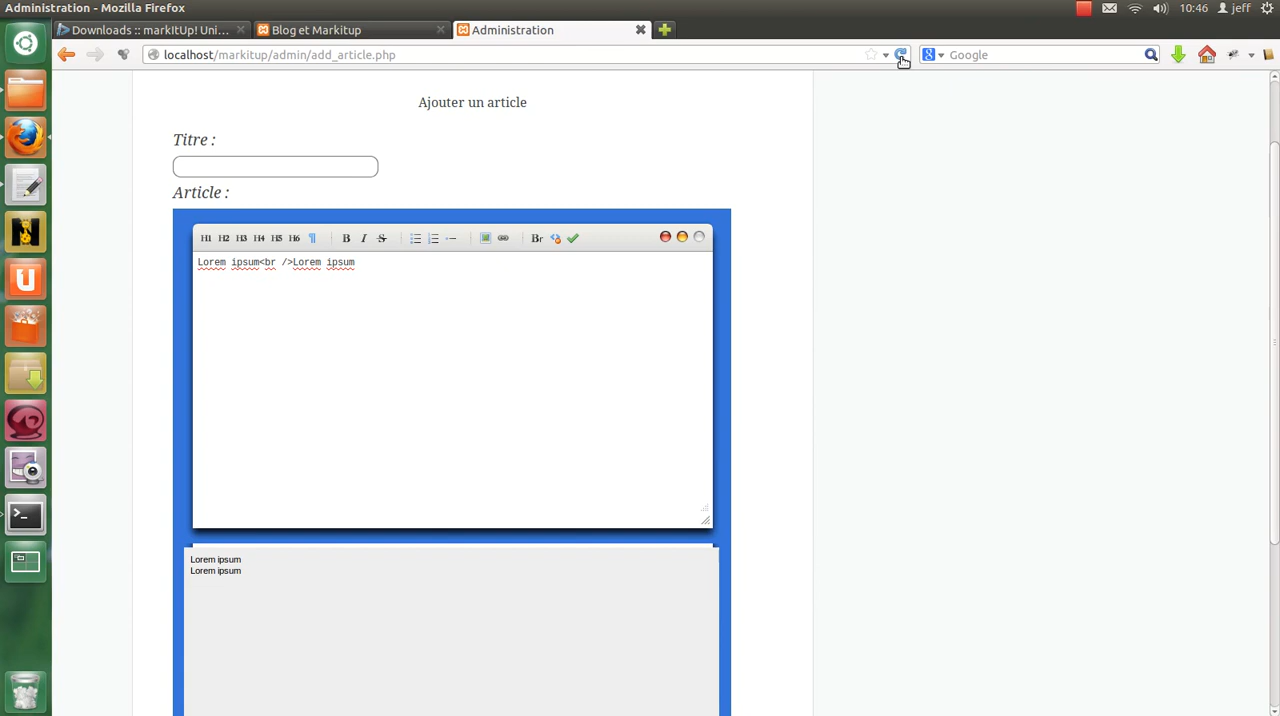 Administration - Mozilla Firefox
10:46 jeff
Downloads :: markItUp! Uni...
Blog et Markitup
Administration
localhost/markitup/admin/add_article.php
Google
Ajouter un article
Titre :
Article :
H1 H2 H3 H4 H5 H6 ¶ B I S Br
Lorem ipsum<br />Lorem ipsum
Lorem ipsum
Lorem ipsum